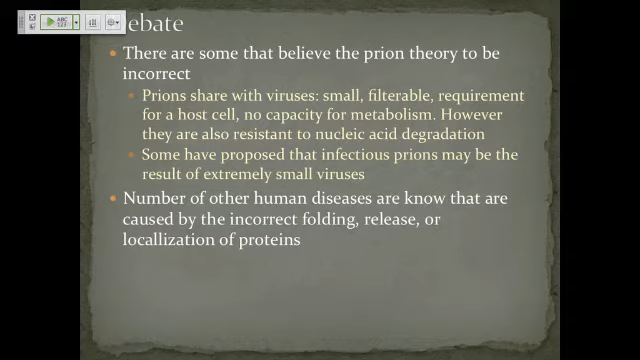 ebate
There are some that believe the prion theory to be
incorrect
Prions share with viruses: small, filterable, requirement
for a host cell, no capacity for metabolism. However
they are also resistant to nucleic acid degradation
Some have proposed that infectious prions may be the
result of extremely small viruses
Number of other human diseases are know that are
caused by the incorrect folding, release, or
locallization of proteins